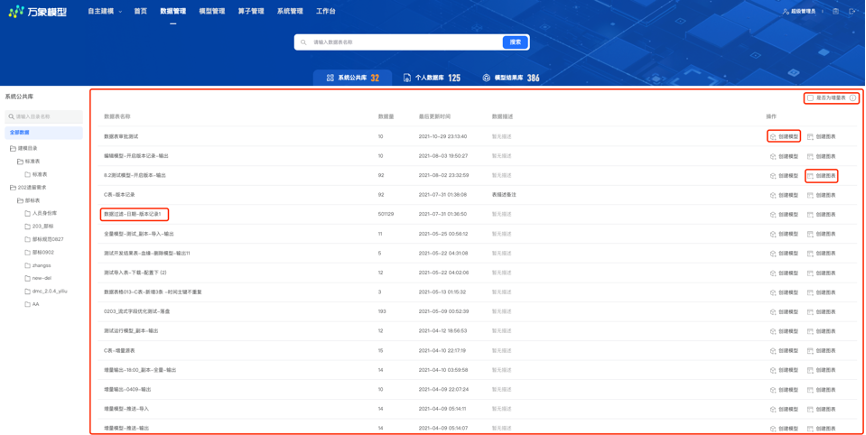 万象模型
自主建模 首页 数据管理 模型管理 算子管理 系统管理 工作台 超级管理员
请输入数据表名称 搜索
系统公共库 32 个人数据库 125 模型结果库 386
系统公共库
请输入目录名称
全部数据
建模目录
标准表
标准表
202遗留需求
部标表
人员身份库
203_部标
部标规范0827
部标0902
zhangss
new-del
AA
是否为增量表
数据表名称 数据量 最后更新时间 数据描述 操作
数据表审批测试 10 2021-10-29 23:13:40 暂无描述 创建模型 创建图表
编辑模型-开启版本记录-输出 10 2021-08-03 19:50:27 暂无描述 创建模型 创建图表
8.2测试模型-开启版本-输出 92 2021-08-02 23:32:59 暂无描述 创建模型 创建图表
C表-版本记录 92 2021-07-31 01:38:08 表描述备注 创建模型 创建图表
数据过滤-日期-版本记录1 501129 2021-07-31 01:36:50 暂无描述 创建模型 创建图表
全量模型-测试_副本-导入-输出 11 2021-05-25 00:59:12 暂无描述 创建模型 创建图表
测试开发结果表-血缘-删除模型-输出11 5 2021-05-22 04:31:08 暂无描述 创建模型 创建图表
测试导入表-下载-配置下 (2) 12 2021-05-22 04:02:06 暂无描述 创建模型 创建图表
数据表格013-C表-新增3条 -时间主键不重复 3 2021-05-13 01:15:32 暂无描述 创建模型 创建图表
0203_流式字段优化测试-落盘 193 2021-05-09 03:52:38 暂无描述 创建模型 创建图表
测试运行模型_副本-输出 12 2021-04-12 19:56:53 暂无描述 创建模型 创建图表
C表-增量源表 15 2021-04-10 22:17:19 暂无描述 创建模型 创建图表
增量输出-18:00_副本-全量-输出 14 2021-04-10 03:59:58 暂无描述 创建模型 创建图表
增量输出-0409-输出 10 2021-04-09 22:07:24 暂无描述 创建模型 创建图表
增量模型-推送-导入 14 2021-04-09 05:14:11 暂无描述 创建模型 创建图表
增量模型-推送-输出 14 2021-04-09 05:14:07 暂无描述 创建模型 创建图表